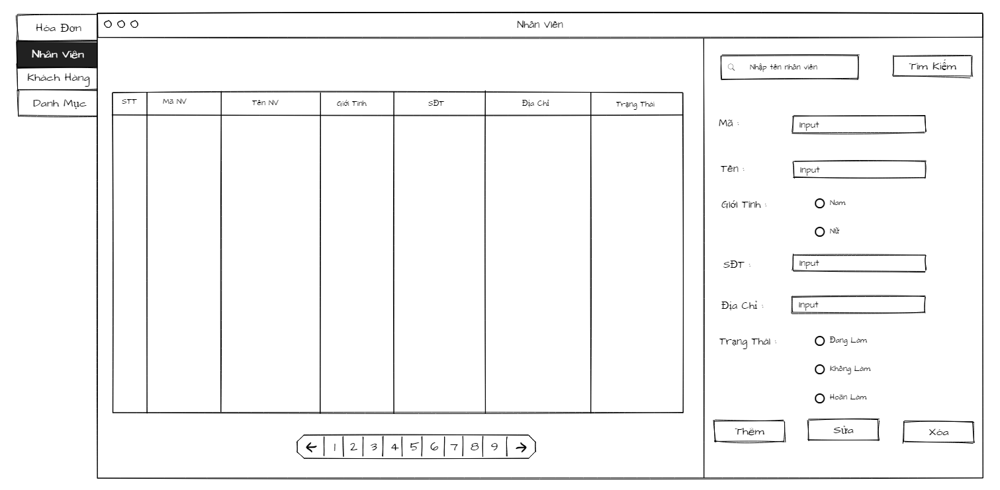 Hóa Đơn
Nhân Viên
Khách Hàng
Danh Mục
Nhân Viên
STT Mã NV Tên NV Giới Tính SĐT Địa Chỉ Trạng Thái
1 2 3 4 5 6 7 8 9
Nhập tên nhân viên Tìm Kiếm
Mã : Input
Tên : Input
Giới Tính : Nam
Nữ
SĐT : Input
Địa Chỉ : Input
Trạng Thái : Đang Làm
Không Làm
Hoãn Làm
Thêm Sửa Xóa